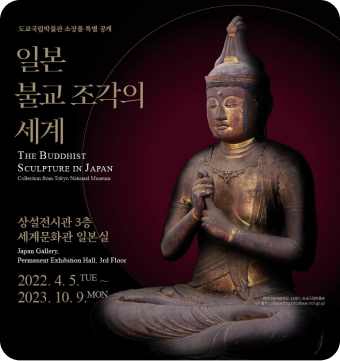 도쿄국립박물관 소장품 특별 공개
일본
불교 조각의
세계
THE BUDDHIST
SCULPTURE IN JAPAN
Collection from Tokyo National Museum
상설전시관 3층
세계문화관 일본실
Japan Gallery,
Permanent Exhibition Hall, 3rd Floor
2022. 4. 5. TUE ~
2023. 10. 9. MON